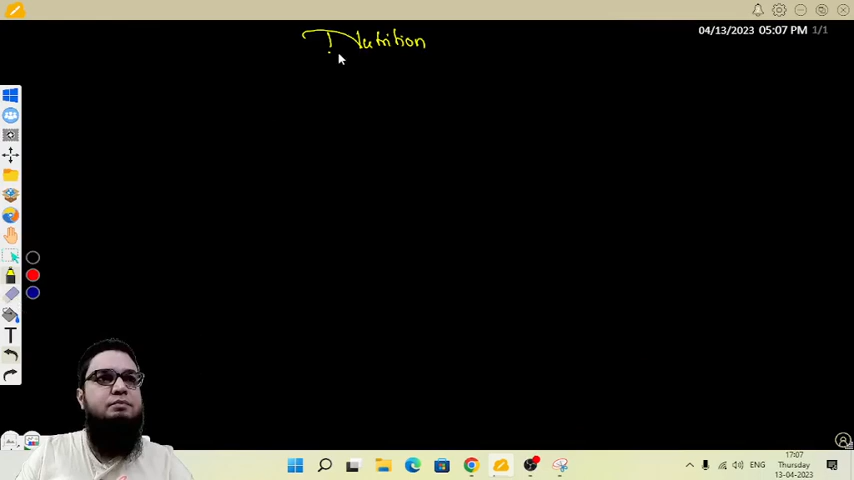 Nutrition
04/13/2023 05:07 PM 1/1
T
ENG
17:07
Thursday
13-04-2023